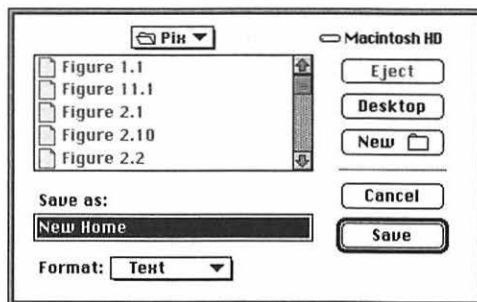 Pix
Macintosh HD
Figure 1.1
Figure 11.1
Figure 2.1
Figure 2.10
Figure 2.2
Eject
Desktop
New
Save as:
New Home
Cancel
Save
Format: Text